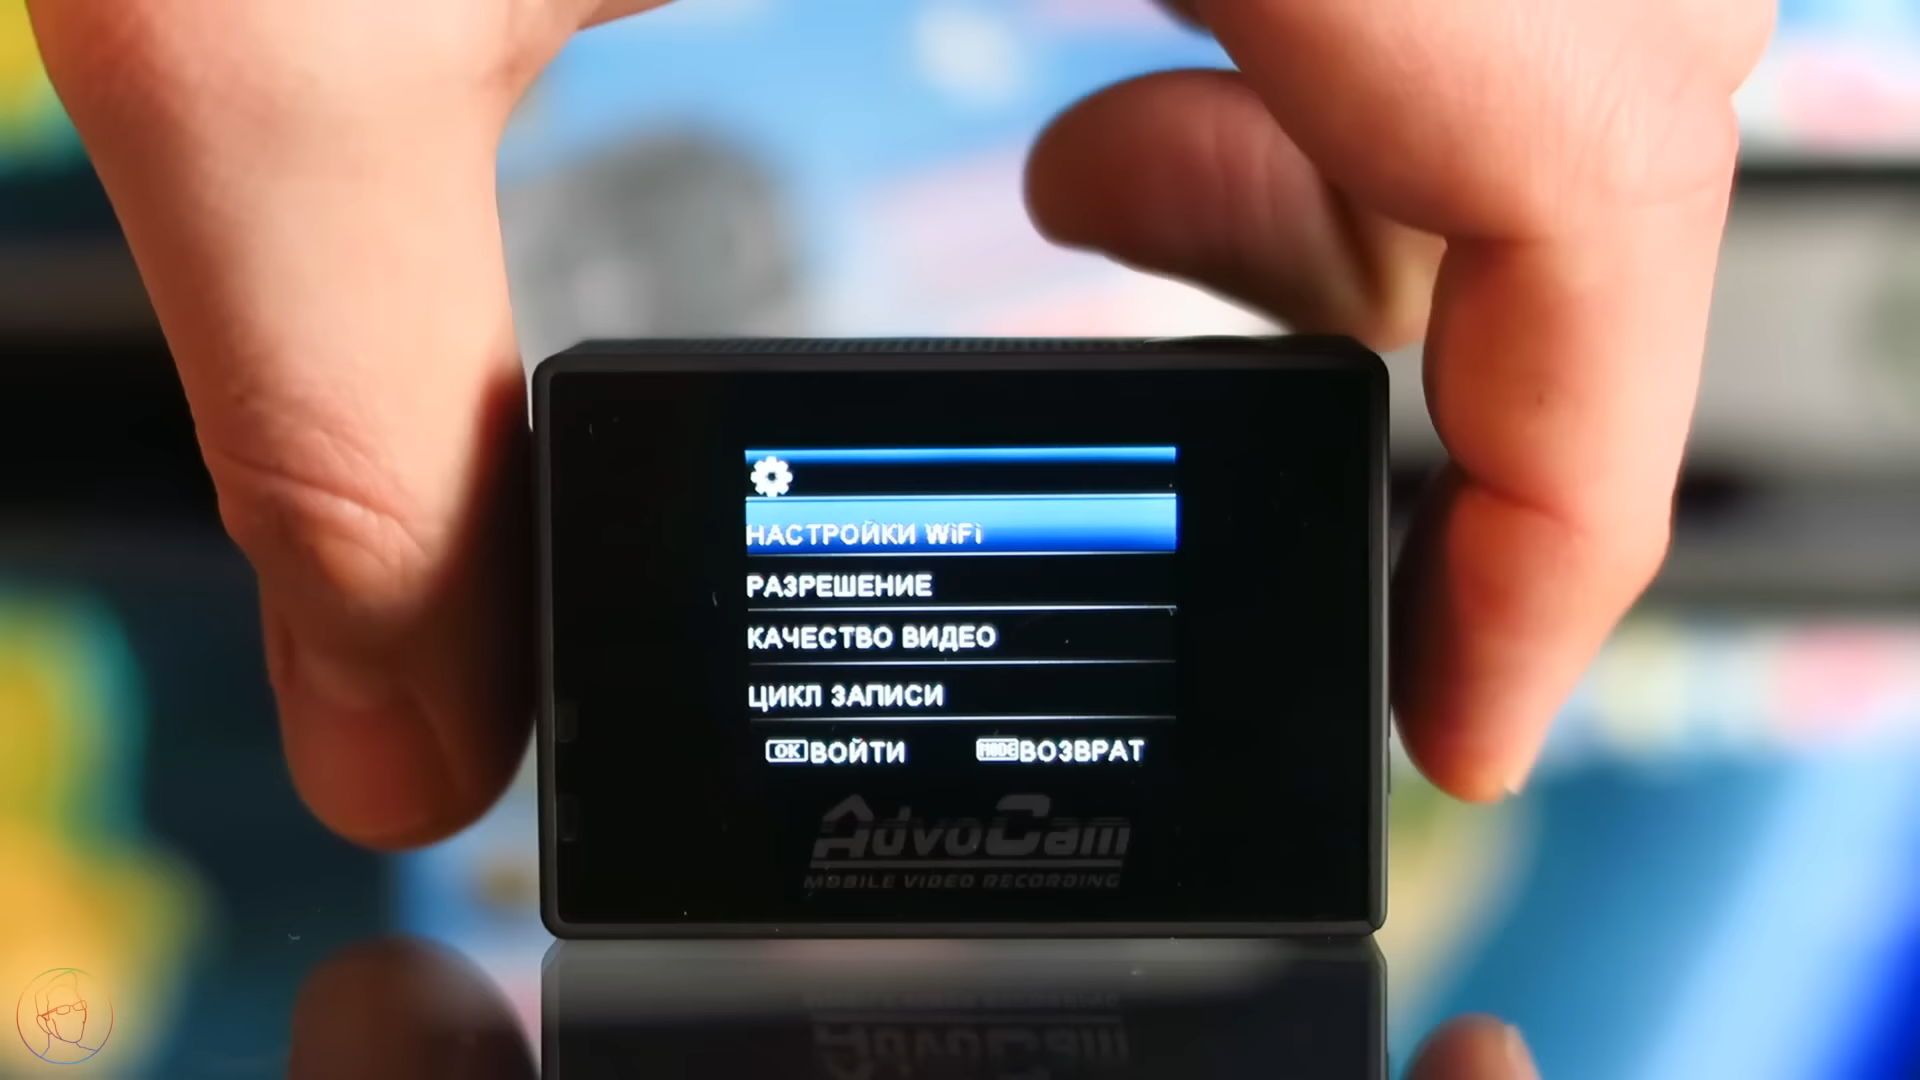 НАСТРОЙКИ WiFi
РАЗРЕШЕНИЕ
КАЧЕСТВО ВИДЕО
ЦИКЛ ЗАПИСИ
OK ВОЙТИ MODE ВОЗВРАТ
AdvoCam
MOBILE VIDEO RECORDING